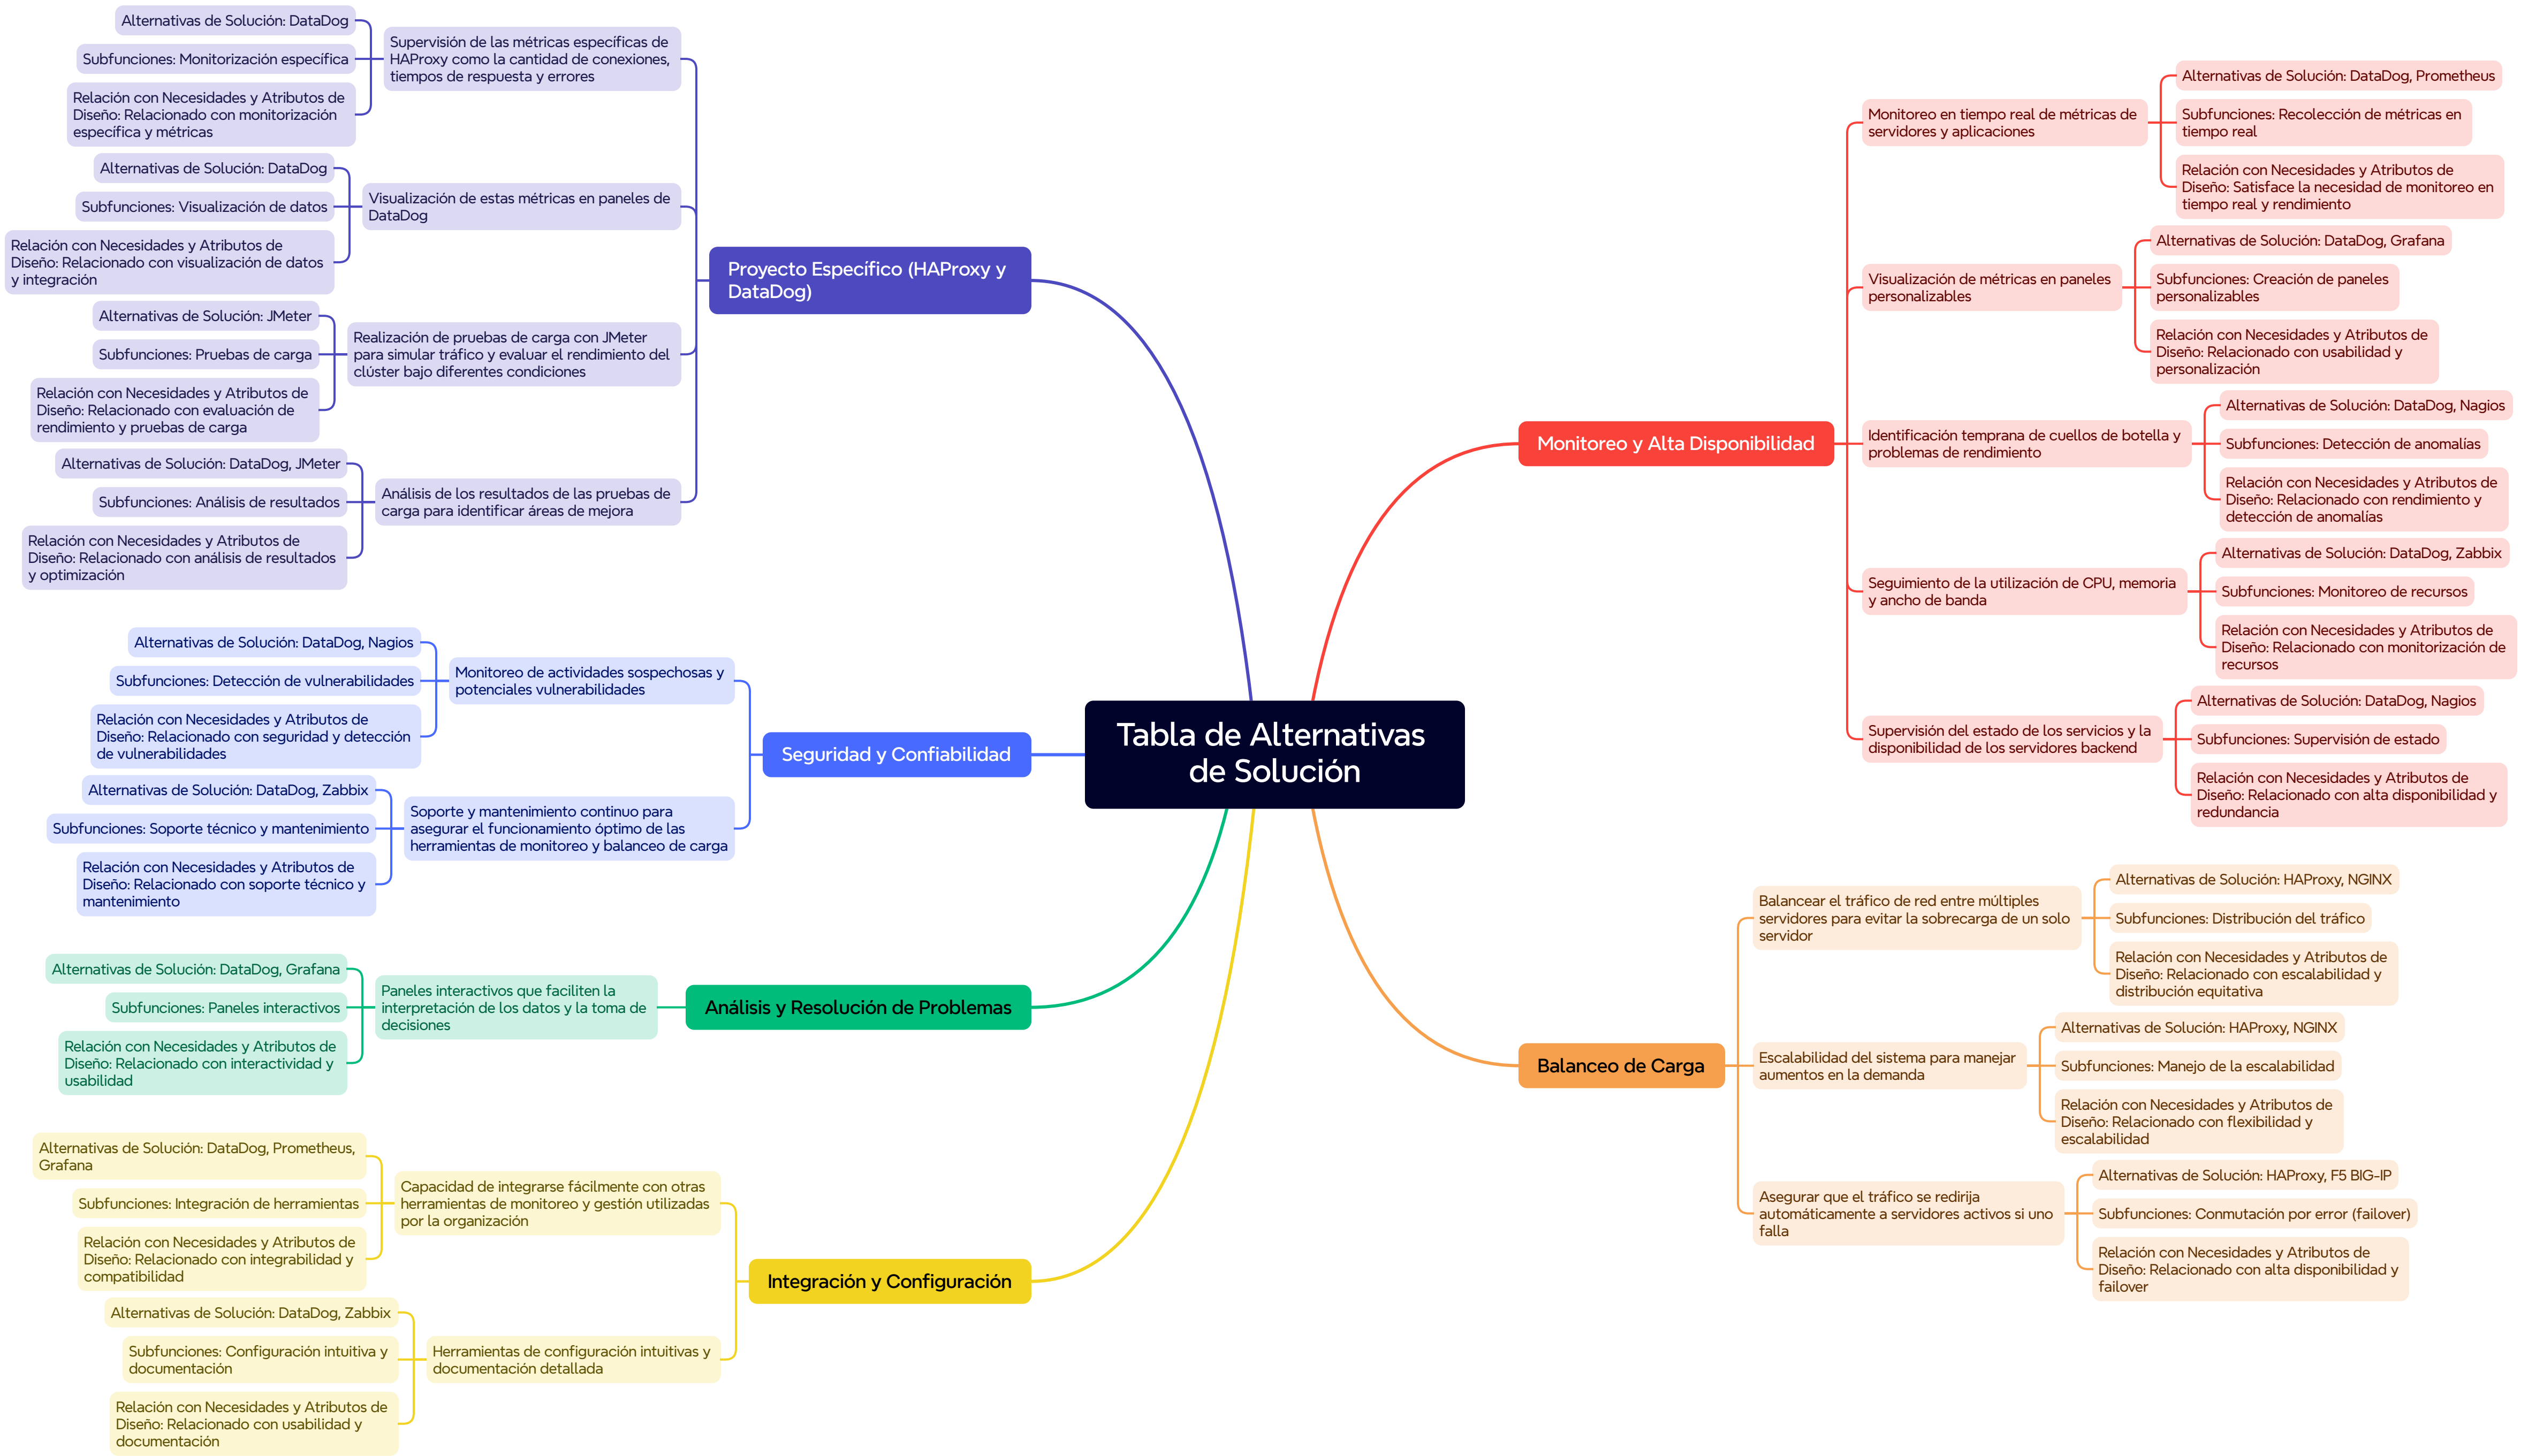 Tabla de Alternativas
de Solución
Monitoreo y Alta Disponibilidad
Monitoreo en tiempo real de métricas de
servidores y aplicaciones
Alternativas de Solución: DataDog, Prometheus
Subfunciones: Recolección de métricas en
tiempo real
Relación con Necesidades y Atributos de
Diseño: Satisface la necesidad de monitoreo en
tiempo real y rendimiento
Visualización de métricas en paneles
personalizables
Alternativas de Solución: DataDog, Grafana
Subfunciones: Creación de paneles
personalizables
Relación con Necesidades y Atributos de
Diseño: Relacionado con usabilidad y
personalización
Identificación temprana de cuellos de botella y
problemas de rendimiento
Alternativas de Solución: DataDog, Nagios
Subfunciones: Detección de anomalías
Relación con Necesidades y Atributos de
Diseño: Relacionado con rendimiento y
detección de anomalías
Seguimiento de la utilización de CPU, memoria
y ancho de banda
Alternativas de Solución: DataDog, Zabbix
Subfunciones: Monitoreo de recursos
Relación con Necesidades y Atributos de
Diseño: Relacionado con monitorización de
recursos
Supervisión del estado de los servicios y la
disponibilidad de los servidores backend
Alternativas de Solución: DataDog, Nagios
Subfunciones: Supervisión de estado
Relación con Necesidades y Atributos de
Diseño: Relacionado con alta disponibilidad y
redundancia
Balanceo de Carga
Balancear el tráfico de red entre múltiples
servidores para evitar la sobrecarga de un solo
servidor
Alternativas de Solución: HAProxy, NGINX
Subfunciones: Distribución del tráfico
Relación con Necesidades y Atributos de
Diseño: Relacionado con escalabilidad y
distribución equitativa
Escalabilidad del sistema para manejar
aumentos en la demanda
Alternativas de Solución: HAProxy, NGINX
Subfunciones: Manejo de la escalabilidad
Relación con Necesidades y Atributos de
Diseño: Relacionado con flexibilidad y
escalabilidad
Asegurar que el tráfico se redirija
automáticamente a servidores activos si uno
falla
Alternativas de Solución: HAProxy, F5 BIG-IP
Subfunciones: Conmutación por error (failover)
Relación con Necesidades y Atributos de
Diseño: Relacionado con alta disponibilidad y
failover
Proyecto Específico (HAProxy y
DataDog)
Supervisión de las métricas específicas de
HAProxy como la cantidad de conexiones,
tiempos de respuesta y errores
Alternativas de Solución: DataDog
Subfunciones: Monitorización específica
Relación con Necesidades y Atributos de
Diseño: Relacionado con monitorización
específica y métricas
Visualización de estas métricas en paneles de
DataDog
Alternativas de Solución: DataDog
Subfunciones: Visualización de datos
Relación con Necesidades y Atributos de
Diseño: Relacionado con visualización de datos
y integración
Realización de pruebas de carga con JMeter
para simular tráfico y evaluar el rendimiento del
clúster bajo diferentes condiciones
Alternativas de Solución: JMeter
Subfunciones: Pruebas de carga
Relación con Necesidades y Atributos de
Diseño: Relacionado con evaluación de
rendimiento y pruebas de carga
Análisis de los resultados de las pruebas de
carga para identificar áreas de mejora
Alternativas de Solución: DataDog, JMeter
Subfunciones: Análisis de resultados
Relación con Necesidades y Atributos de
Diseño: Relacionado con análisis de resultados
y optimización
Seguridad y Confiabilidad
Monitoreo de actividades sospechosas y
potenciales vulnerabilidades
Alternativas de Solución: DataDog, Nagios
Subfunciones: Detección de vulnerabilidades
Relación con Necesidades y Atributos de
Diseño: Relacionado con seguridad y detección
de vulnerabilidades
Soporte y mantenimiento continuo para
asegurar el funcionamiento óptimo de las
herramientas de monitoreo y balanceo de carga
Alternativas de Solución: DataDog, Zabbix
Subfunciones: Soporte técnico y mantenimiento
Relación con Necesidades y Atributos de
Diseño: Relacionado con soporte técnico y
mantenimiento
Análisis y Resolución de Problemas
Paneles interactivos que faciliten la
interpretación de los datos y la toma de
decisiones
Alternativas de Solución: DataDog, Grafana
Subfunciones: Paneles interactivos
Relación con Necesidades y Atributos de
Diseño: Relacionado con interactividad y
usabilidad
Integración y Configuración
Capacidad de integrarse fácilmente con otras
herramientas de monitoreo y gestión utilizadas
por la organización
Alternativas de Solución: DataDog, Prometheus,
Grafana
Subfunciones: Integración de herramientas
Relación con Necesidades y Atributos de
Diseño: Relacionado con integrabilidad y
compatibilidad
Herramientas de configuración intuitivas y
documentación detallada
Alternativas de Solución: DataDog, Zabbix
Subfunciones: Configuración intuitiva y
documentación
Relación con Necesidades y Atributos de
Diseño: Relacionado con usabilidad y
documentación